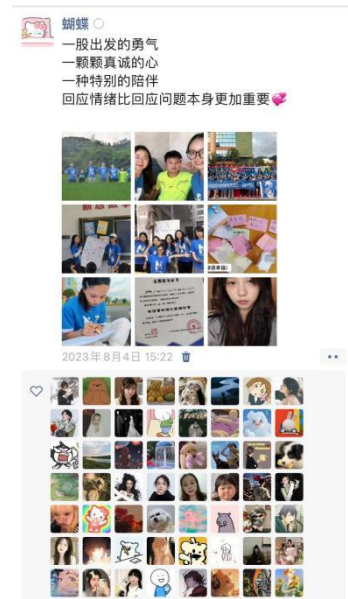 蝴蝶
一股出发的勇气
一颗颗真诚的心
一种特别的陪伴
回应情绪比回应问题本身更加重要
2023年8月4日 15:22